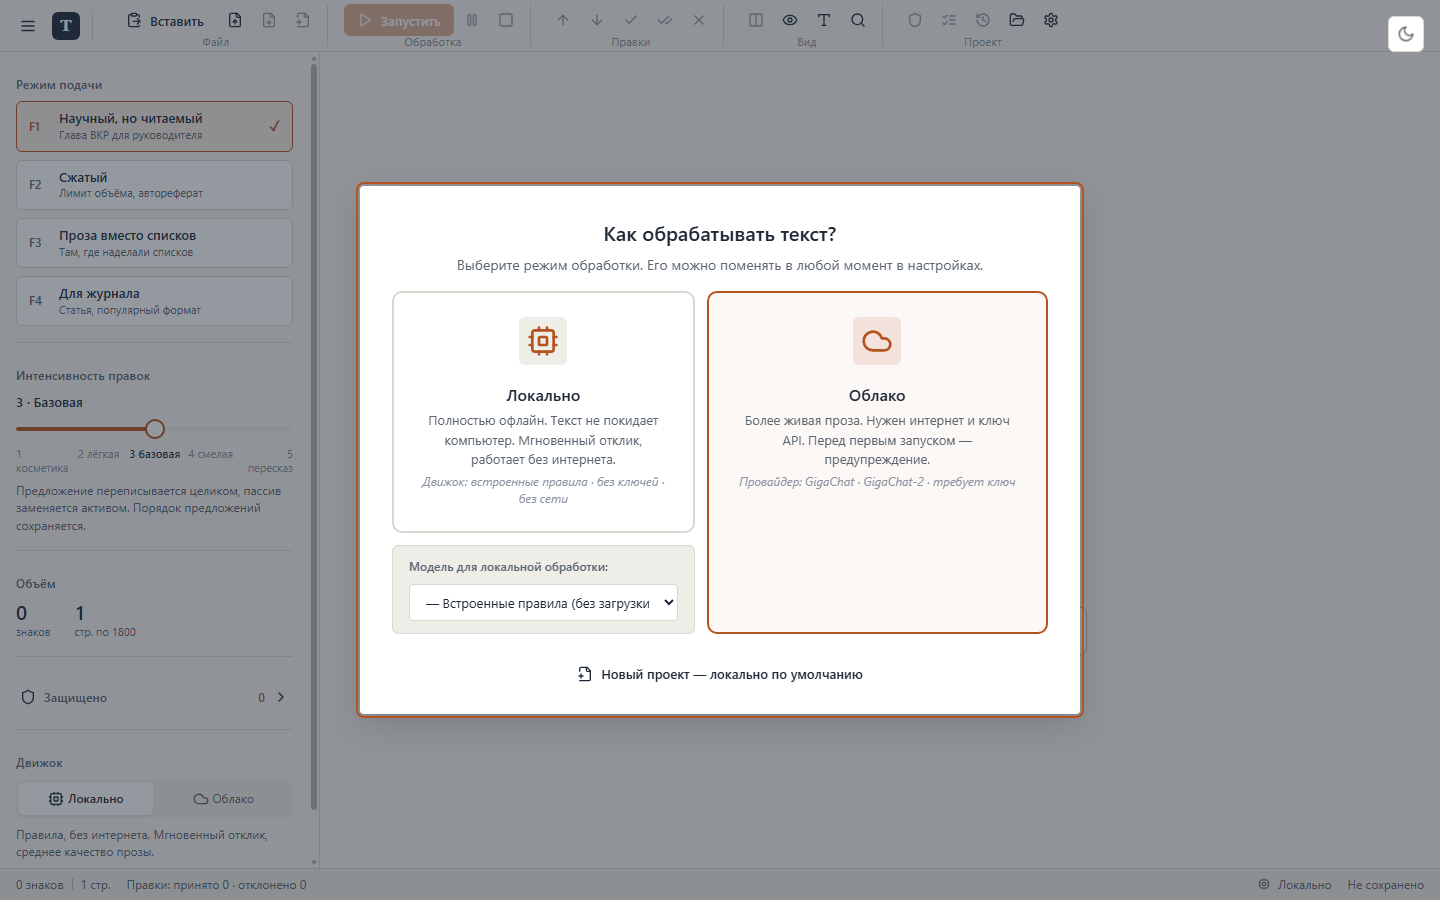 T
Вставить
Файл
Запустить
Обработка
Правки
Вид
Проект
Режим подачи
F1
Научный, но читаемый
Глава ВКР для руководителя
F2
Сжатый
Лимит объёма, автореферат
F3
Проза вместо списков
Там, где наделали списков
F4
Для журнала
Статья, популярный формат
Интенсивность правок
3 · Базовая
1 косметика
2 лёгкая
3 базовая
4 смелая
5 пересказ
Предложение переписывается целиком, пассив
заменяется активом. Порядок предложений
сохраняется.
Объём
0
знаков
1
стр. по 1800
Защищено
0
Движок
Локально
Облако
Правила, без интернета. Мгновенный отклик,
среднее качество прозы.
Как обрабатывать текст?
Выберите режим обработки. Его можно поменять в любой момент в настройках.
Локально
Полностью офлайн. Текст не покидает
компьютер. Мгновенный отклик,
работает без интернета.
Движок: встроенные правила · без ключей ·
без сети
Модель для локальной обработки:
— Встроенные правила (без загрузки
Облако
Более живая проза. Нужен интернет и ключ
API. Перед первым запуском —
предупреждение.
Провайдер: GigaChat · GigaChat-2 · требует ключ
Новый проект — локально по умолчанию
0 знаков
1 стр.
Правки: принято 0 · отклонено 0
Локально
Не сохранено